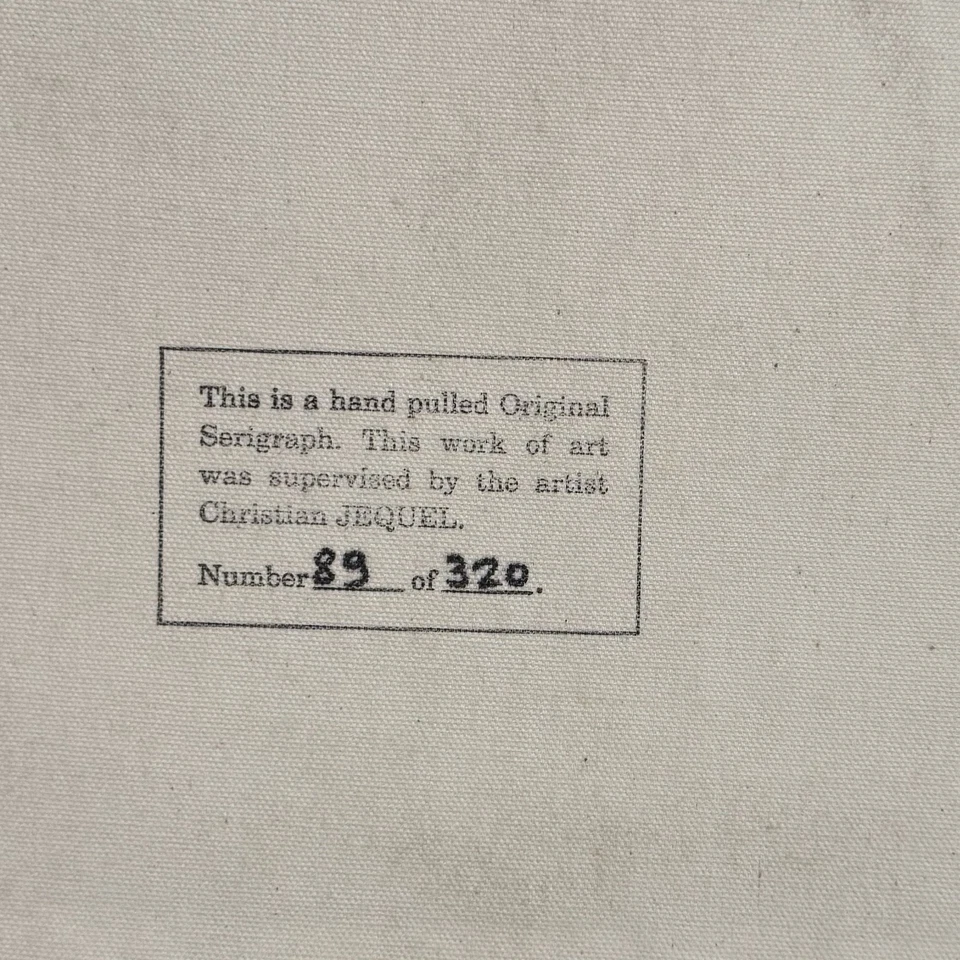 This is a hand pulled Original
Serigraph. This work of art
was supervised by the artist
Christian JEQUEL.
Number 89 of 320.